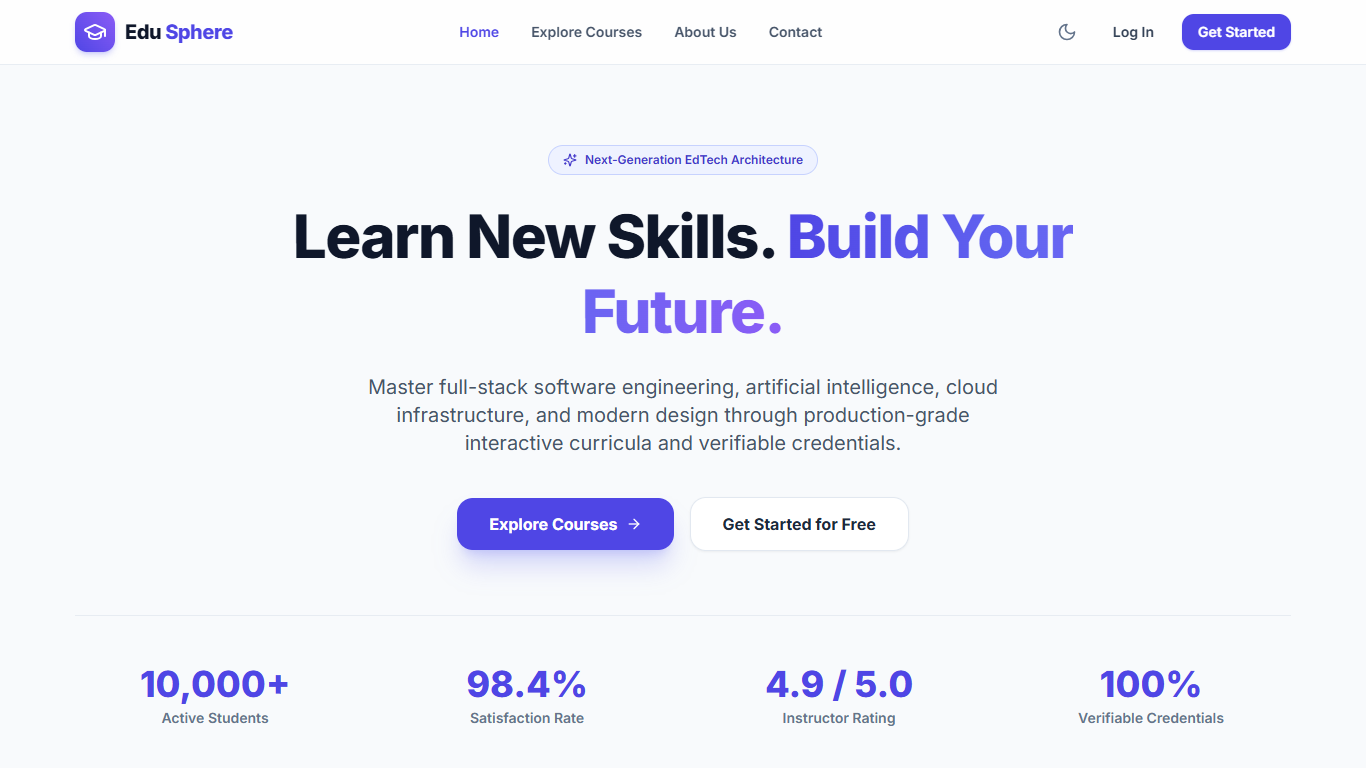 Edu Sphere
Home
Explore Courses
About Us
Contact
Log In
Get Started
Next-Generation EdTech Architecture
Learn New Skills. Build Your
Future.
Master full-stack software engineering, artificial intelligence, cloud
infrastructure, and modern design through production-grade
interactive curricula and verifiable credentials.
Explore Courses →
Get Started for Free
10,000+
Active Students
98.4%
Satisfaction Rate
4.9 / 5.0
Instructor Rating
100%
Verifiable Credentials